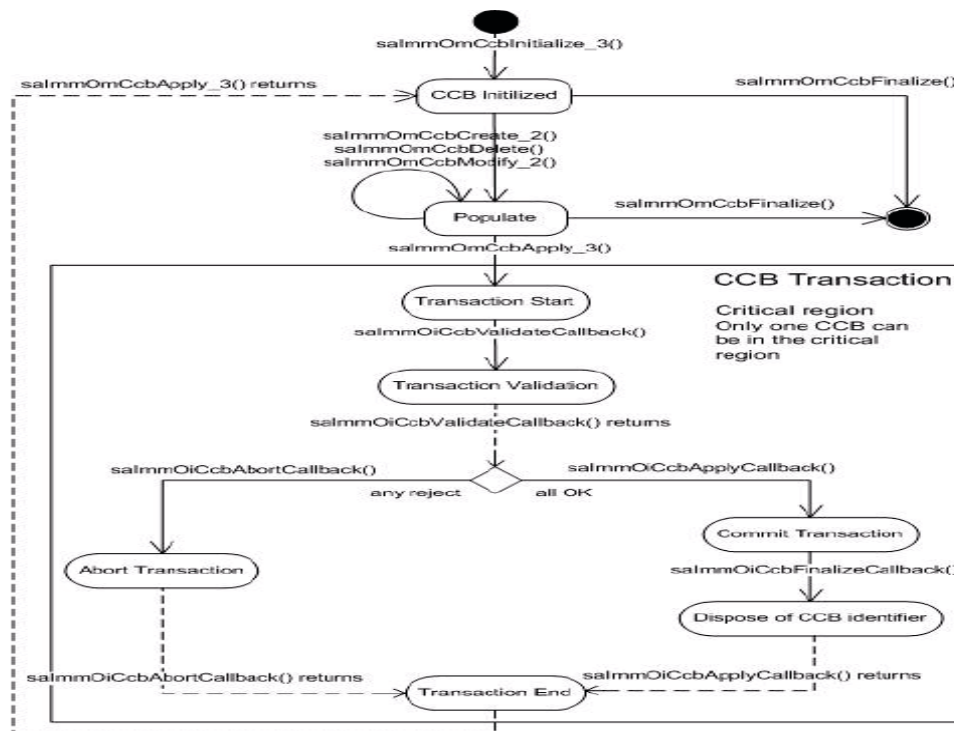 saImmOmCcbInitialize_3()
saImmOmCcbApply_3() returns
saImmOmCcbFinalize()
CCB Initilized
saImmOmCcbCreate_2()
saImmOmCcbDelete()
saImmOmCcbModify_2()
saImmOmCcbFinalize()
Populate
saImmOmCcbApply_3()
CCB Transaction
Critical region
Only one CCB can
be in the critical
region
Transaction Start
saImmOiCcbValidateCallback()
Transaction Validation
saImmOiCcbValidateCallback() returns
saImmOiCcbAbortCallback()
saImmOiCcbApplyCallback()
any reject
all OK
Commit Transaction
Abort Transaction
saImmOiCcbFinalizeCallback()
Dispose of CCB identifier
saImmOiCcbAbortCallback() returns
saImmOiCcbApplyCallback() returns
Transaction End